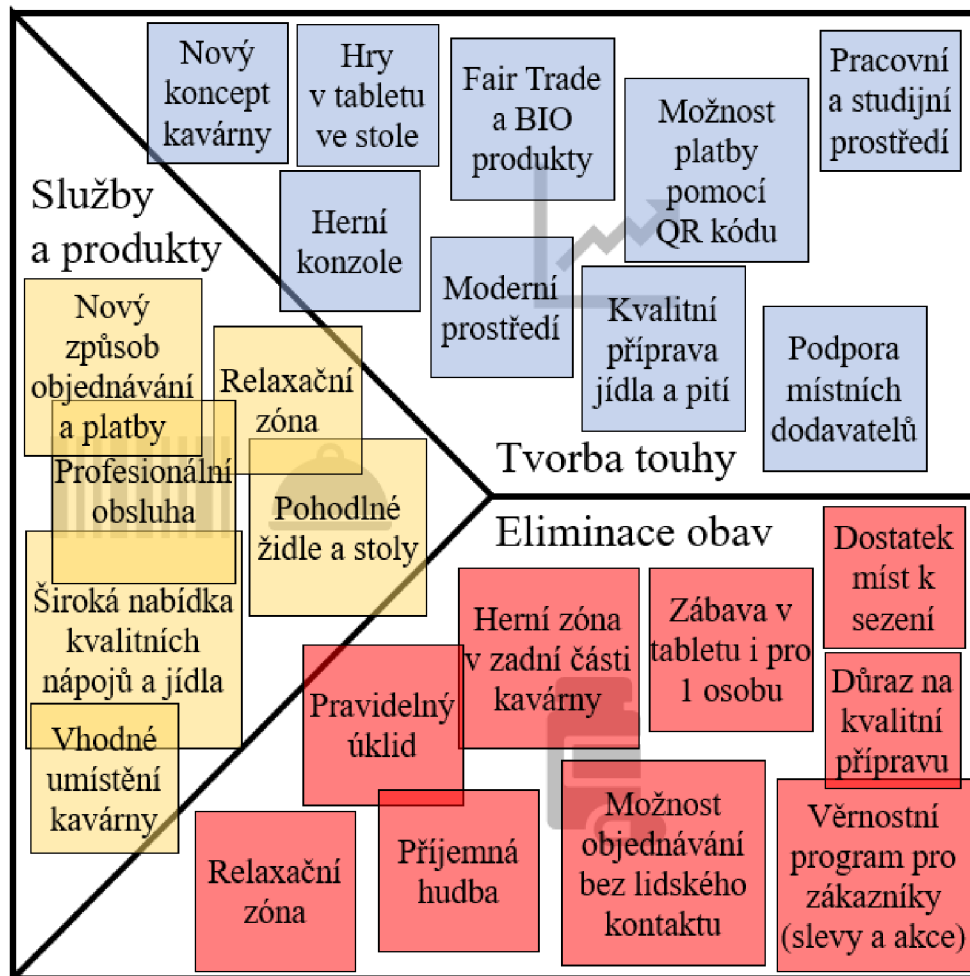 Nový
koncept
kavárny
Hry
v tabletu
ve stole
Fair Trade
a BIO
produkty
Možnost
platby
pomocí
QR kódu
Pracovní
a studijní
prostředí
Herní
konzole
Moderní
prostředí
Kvalitní
příprava
jídla a pití
Podpora
místních
dodavatelů
Tvorba touhy
Služby
a produkty
Nový
způsob
objednávání
a platby
Relaxační
zóna
Profesionální
obsluha
Pohodlné
židle a stoly
Široká nabídka
kvalitních
nápojů a jídla
Vhodné
umístění
kavárny
Eliminace obav
Dostatek
míst k
sezení
Herní zóna
v zadní části
kavárny
Zábava v
tabletu i pro
1 osobu
Důraz na
kvalitní
přípravu
Pravidelný
úklid
Relaxační
zóna
Příjemná
hudba
Možnost
objednávání
bez lidského
kontaktu
Věrnostní
program pro
zákazníky
(slevy a akce)